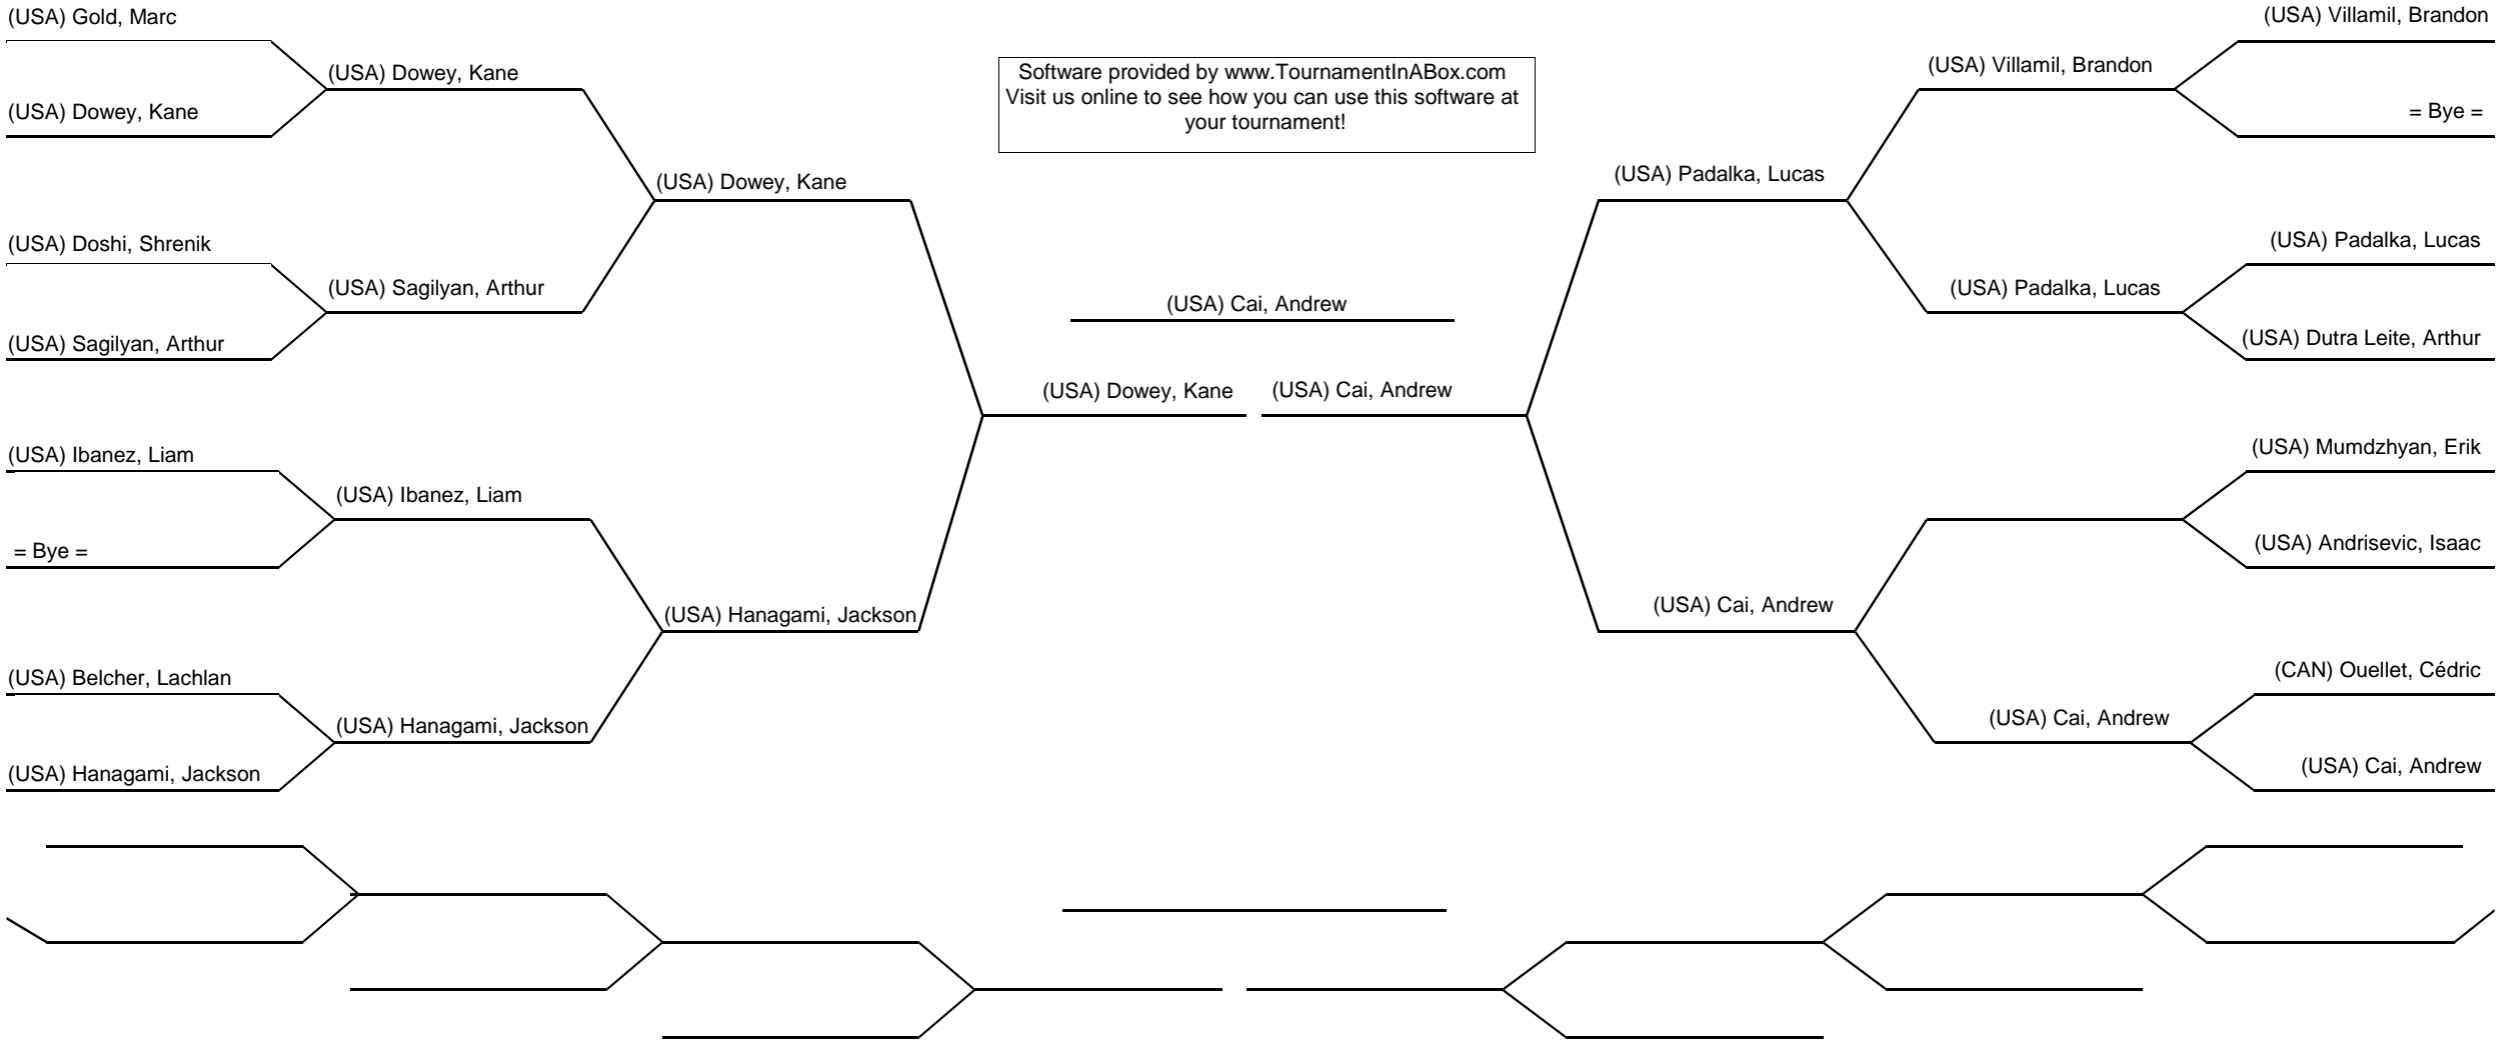 (USA) Gold, Marc
(USA) Dowey, Kane
(USA) Doshi, Shrenik
(USA) Sagilyan, Arthur
(USA) Ibanez, Liam
= Bye =
(USA) Belcher, Lachlan
(USA) Hanagami, Jackson
(USA) Dowey, Kane
(USA) Sagilyan, Arthur
(USA) Ibanez, Liam
(USA) Hanagami, Jackson
(USA) Dowey, Kane
(USA) Hanagami, Jackson
Software provided by www.TournamentInABox.com
Visit us online to see how you can use this software at
your tournament!
(USA) Cai, Andrew
(USA) Dowey, Kane
(USA) Cai, Andrew
(USA) Padalka, Lucas
(USA) Cai, Andrew
(USA) Villamil, Brandon
(USA) Padalka, Lucas
(USA) Cai, Andrew
(USA) Villamil, Brandon
= Bye =
(USA) Padalka, Lucas
(USA) Dutra Leite, Arthur
(USA) Mumdzhyan, Erik
(USA) Andrisevic, Isaac
(CAN) Ouellet, Cédric
(USA) Cai, Andrew